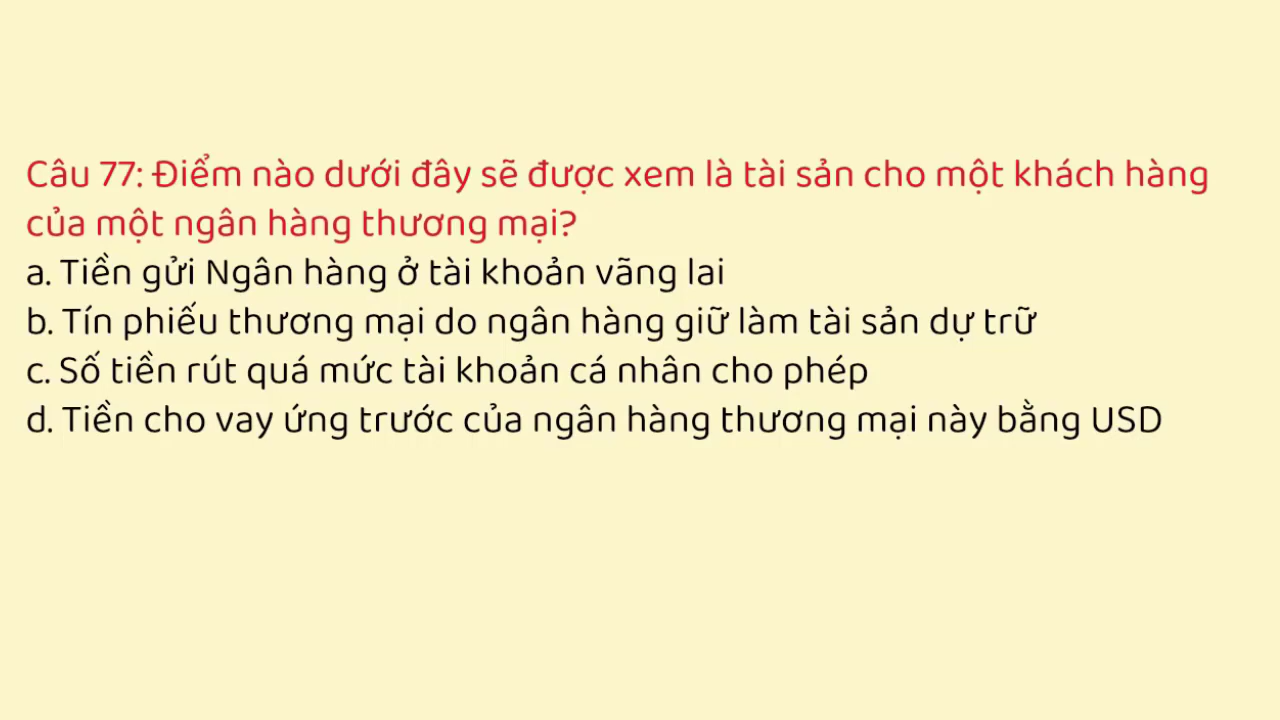 Câu 77: Điểm nào dưới đây sẽ được xem là tài sản cho một khách hàng
của một ngân hàng thương mại?
a. Tiền gửi Ngân hàng ở tài khoản vãng lai
b. Tín phiếu thương mại do ngân hàng giữ làm tài sản dự trữ
c. Số tiền rút quá mức tài khoản cá nhân cho phép
d. Tiền cho vay ứng trước của ngân hàng thương mại này bằng USD